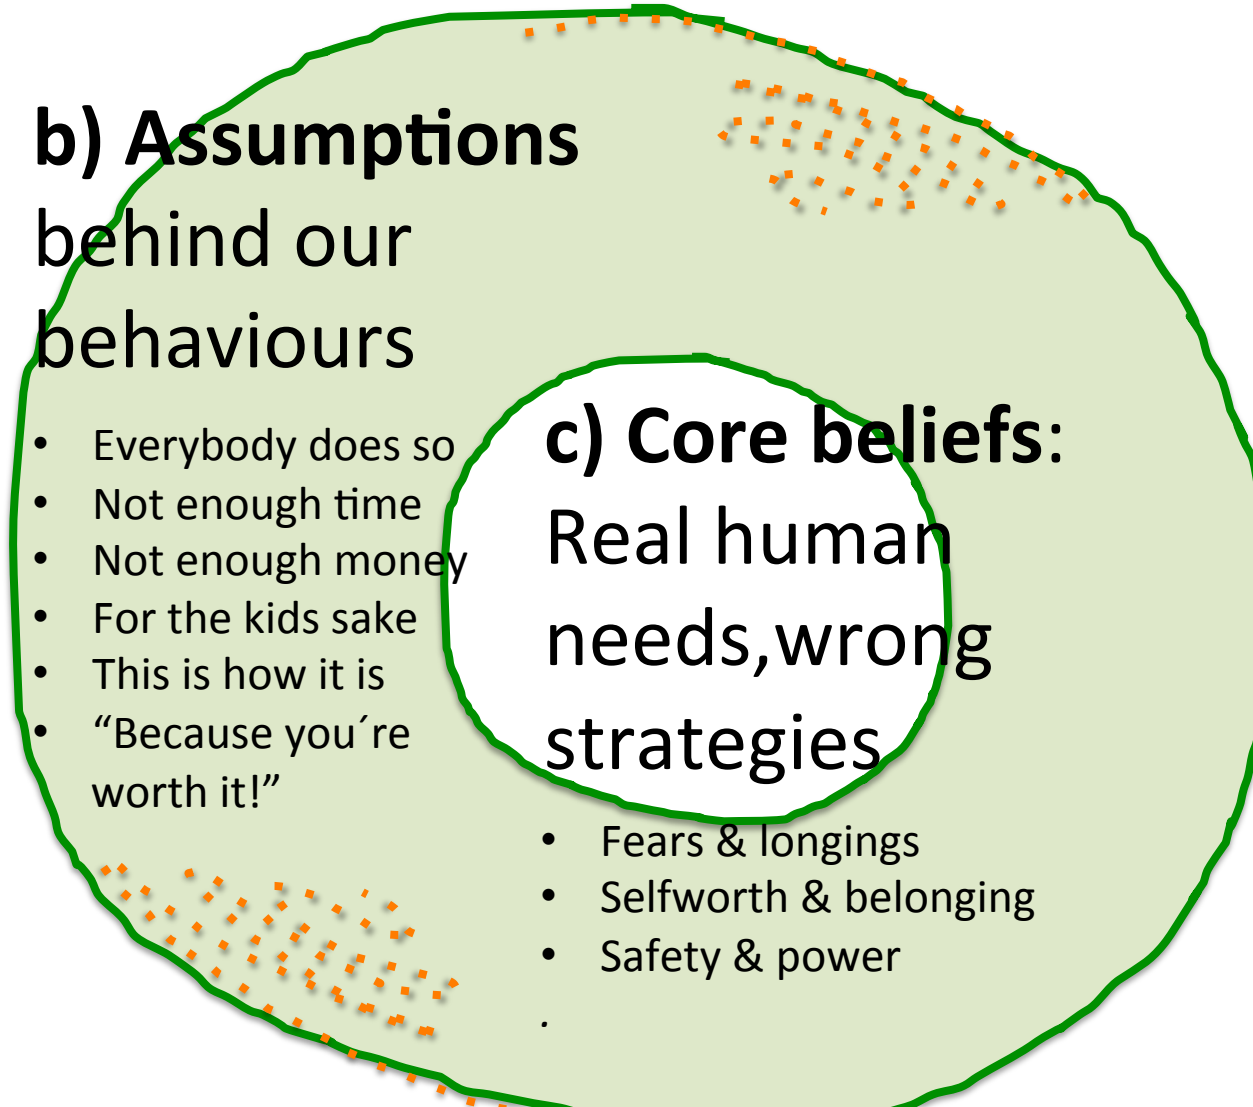 b) Assumptions
behind our
behaviours
• Everybody does so
• Not enough time
• Not enough money
• For the kids sake
• This is how it is
• “Because you´re
worth it!”
c) Core beliefs:
Real human
needs,wrong
strategies
• Fears & longings
• Selfworth & belonging
• Safety & power
.